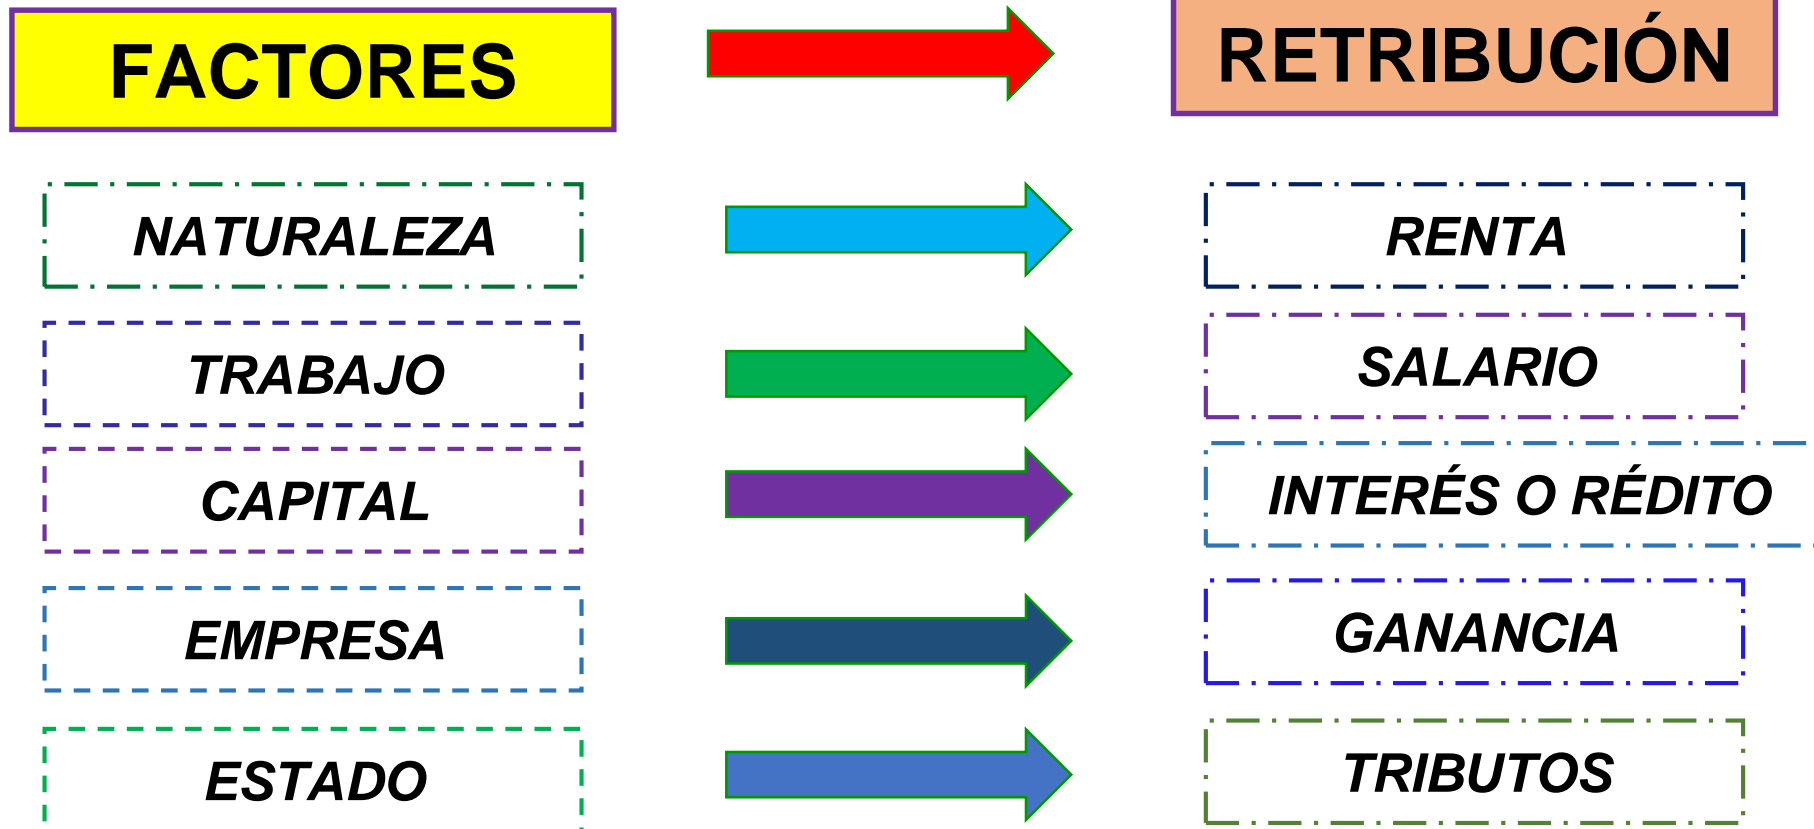 FACTORES
RETRIBUCIÓN
NATURALEZA
RENTA
TRABAJO
SALARIO
CAPITAL
INTERÉS O RÉDITO
EMPRESA
GANANCIA
ESTADO
TRIBUTOS